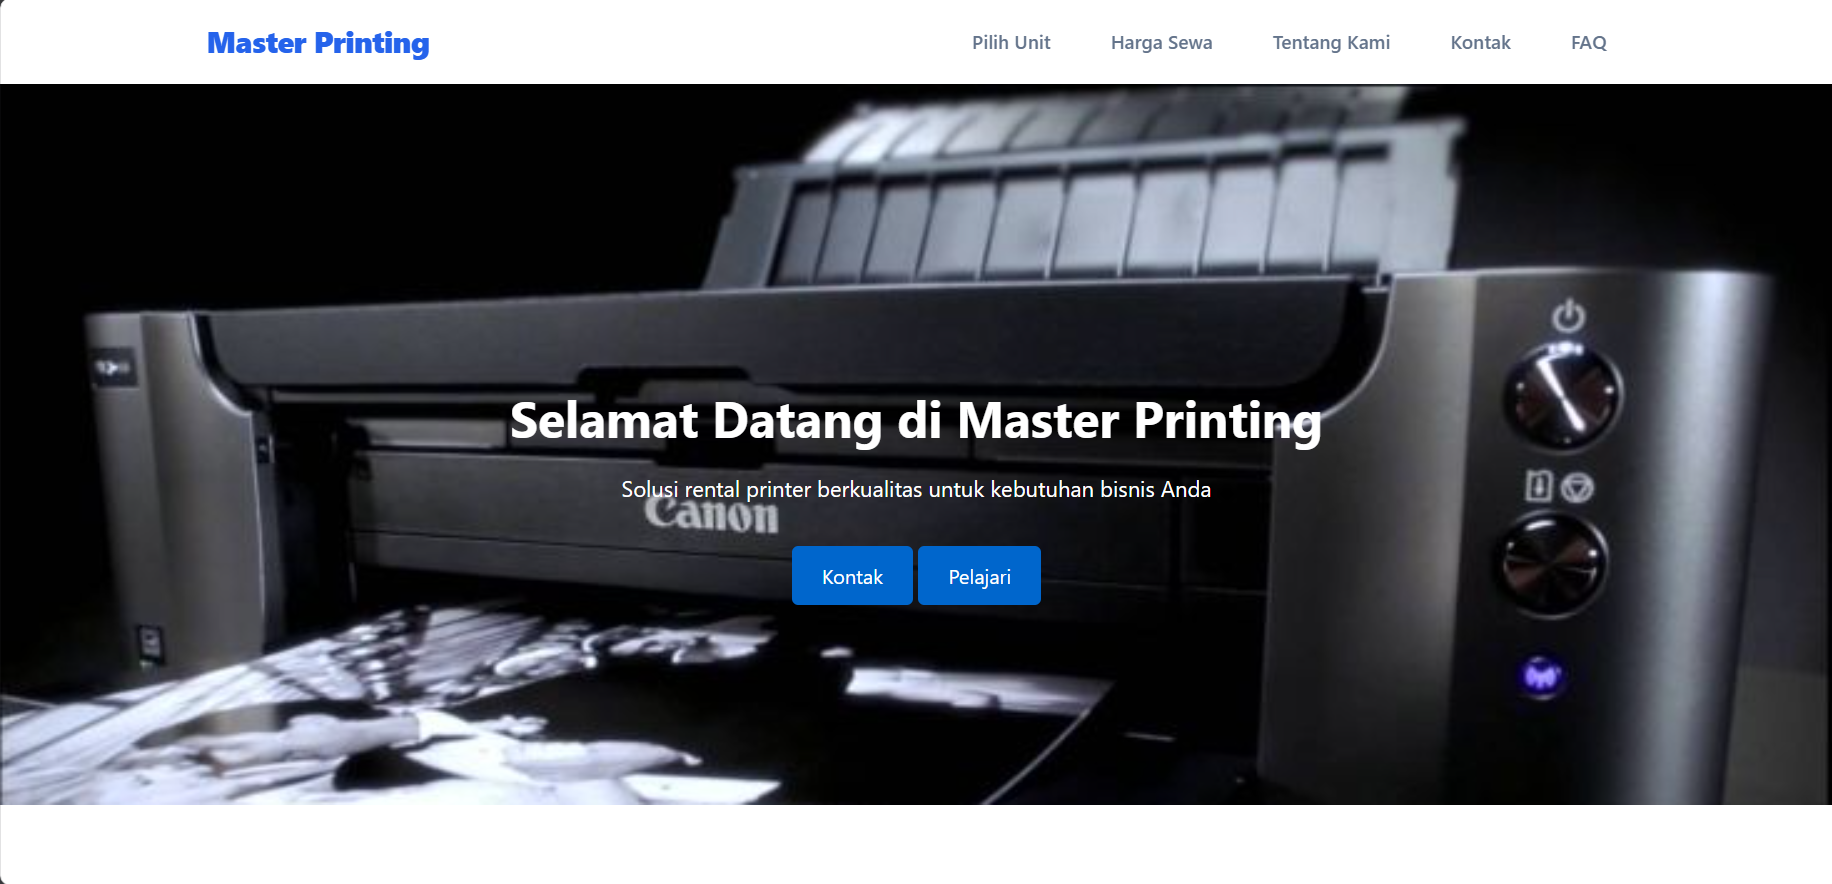 Master Printing
Pilih Unit
Harga Sewa
Tentang Kami
Kontak
FAQ
Selamat Datang di Master Printing
Solusi rental printer berkualitas untuk kebutuhan bisnis Anda
Canon
Kontak
Pelajari